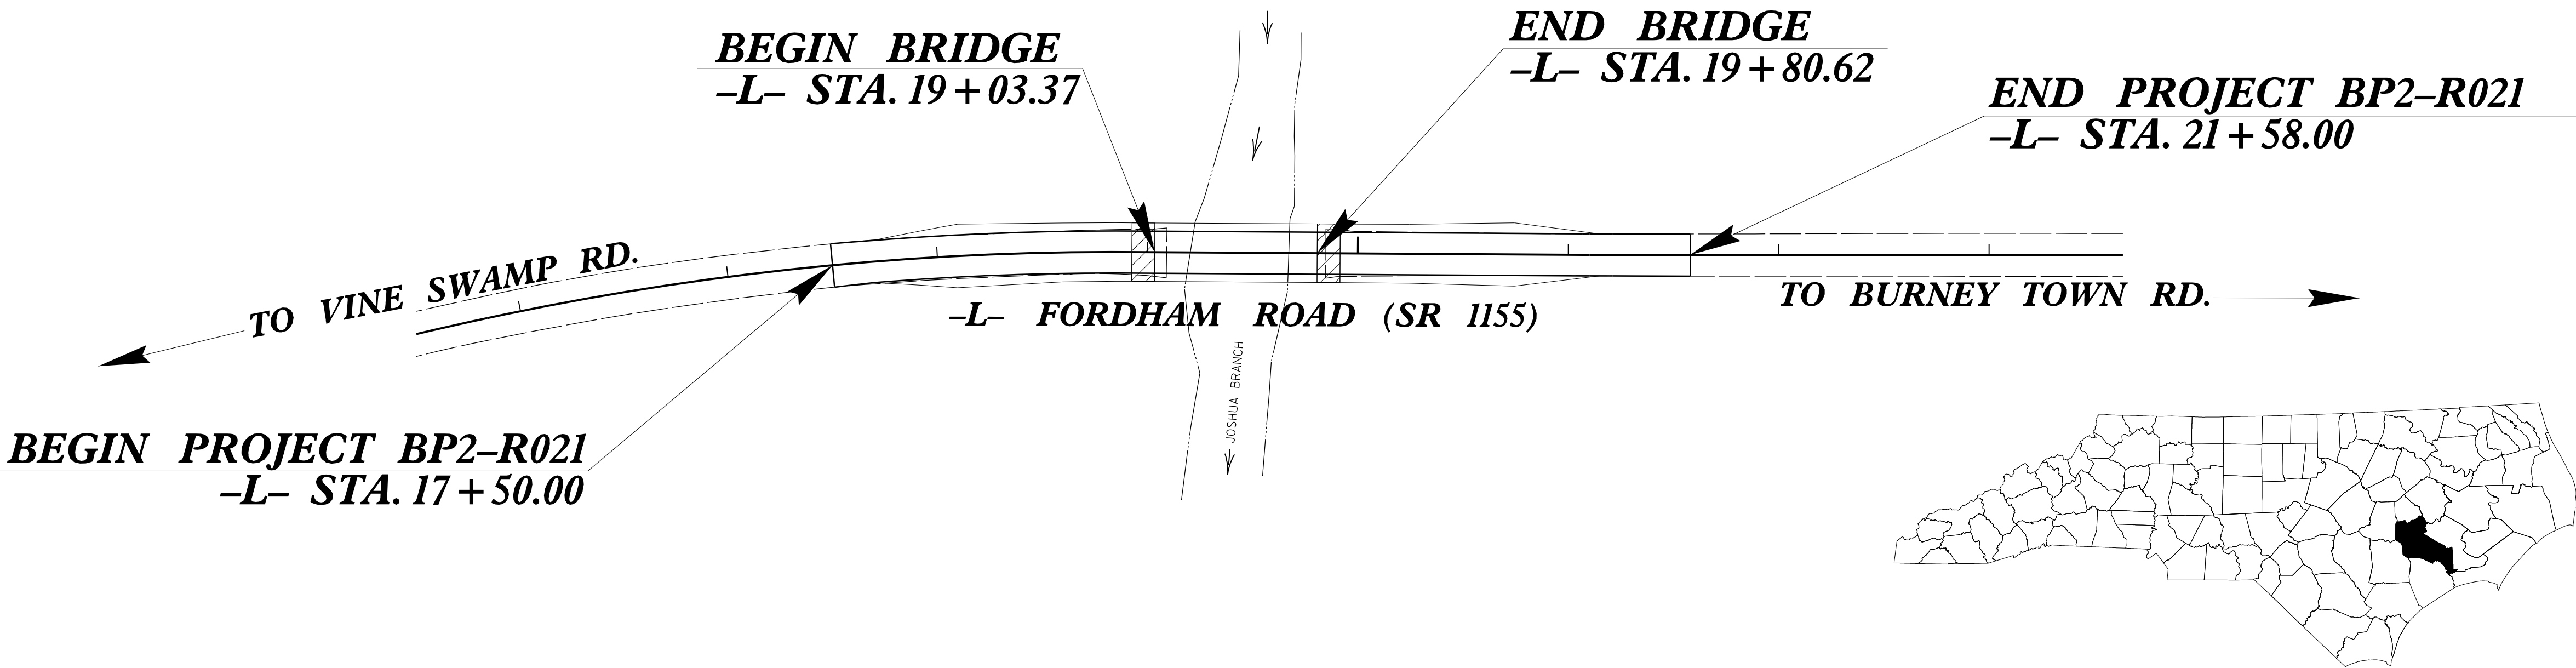 BEGIN BRIDGE
–L– STA. 19+03.37
END BRIDGE
–L– STA. 19+80.62
END PROJECT BP2–R021
–L– STA. 21+58.00
TO VINE SWAMP RD.
–L– FORDHAM ROAD (SR 1155)
TO BURNEY TOWN RD.
JOSHUA BRANCH
BEGIN PROJECT BP2–R021
–L– STA. 17+50.00